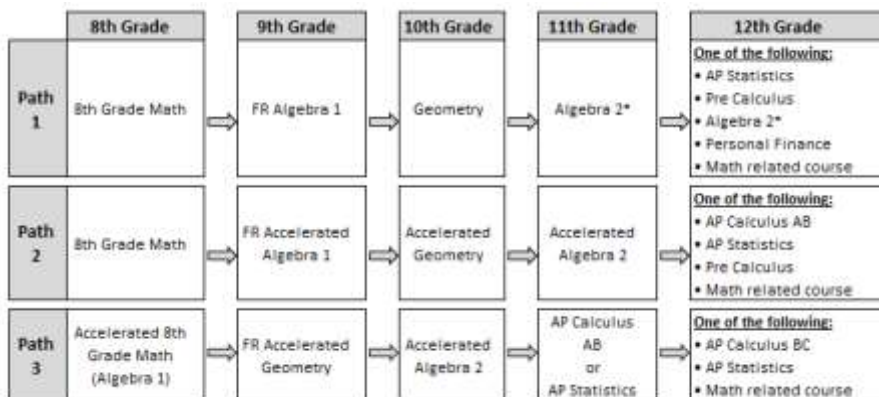 8th Grade 9th Grade 10th Grade 11th Grade 12th Grade
Path
1
8th Grade Math
FR Algebra 1
Geometry
Algebra 2*
One of the following:
• AP Statistics
• Pre Calculus
• Algebra 2*
• Personal Finance
• Math related course
Path
2
8th Grade Math
FR Accelerated
Algebra 1
Accelerated
Geometry
Accelerated
Algebra 2
One of the following:
• AP Calculus AB
• AP Statistics
• Pre Calculus
• Math related course
Path
3
Accelerated 8th
Grade Math
(Algebra 1)
FR Accelerated
Geometry
Accelerated
Algebra 2
AP Calculus
AB
or
AP Statistics
One of the following:
• AP Calculus BC
• AP Statistics
• Math related course